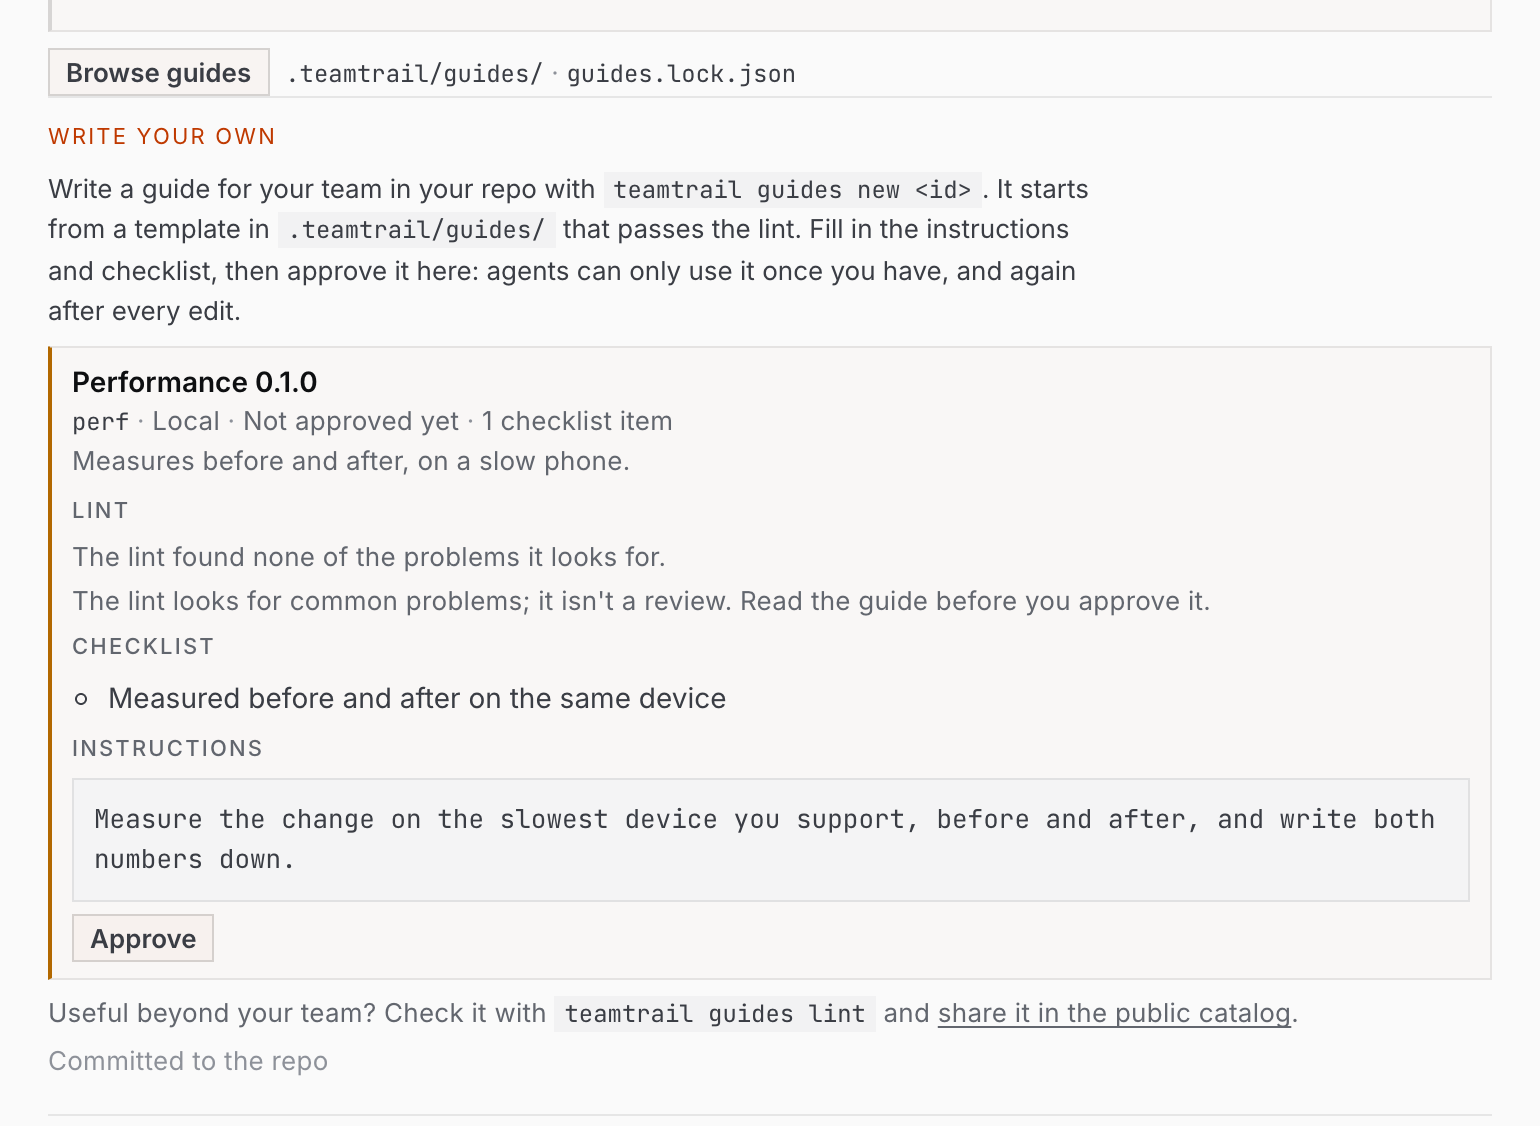 Browse guides .teamtrail/guides/ · guides.lock.json
WRITE YOUR OWN
Write a guide for your team in your repo with teamtrail guides new <id>. It starts
from a template in .teamtrail/guides/ that passes the lint. Fill in the instructions
and checklist, then approve it here: agents can only use it once you have, and again
after every edit.
Performance 0.1.0
perf · Local · Not approved yet · 1 checklist item
Measures before and after, on a slow phone.
LINT
The lint found none of the problems it looks for.
The lint looks for common problems; it isn't a review. Read the guide before you approve it.
CHECKLIST
Measured before and after on the same device
INSTRUCTIONS
Measure the change on the slowest device you support, before and after, and write both
numbers down.
Approve
Useful beyond your team? Check it with teamtrail guides lint and share it in the public catalog.
Committed to the repo